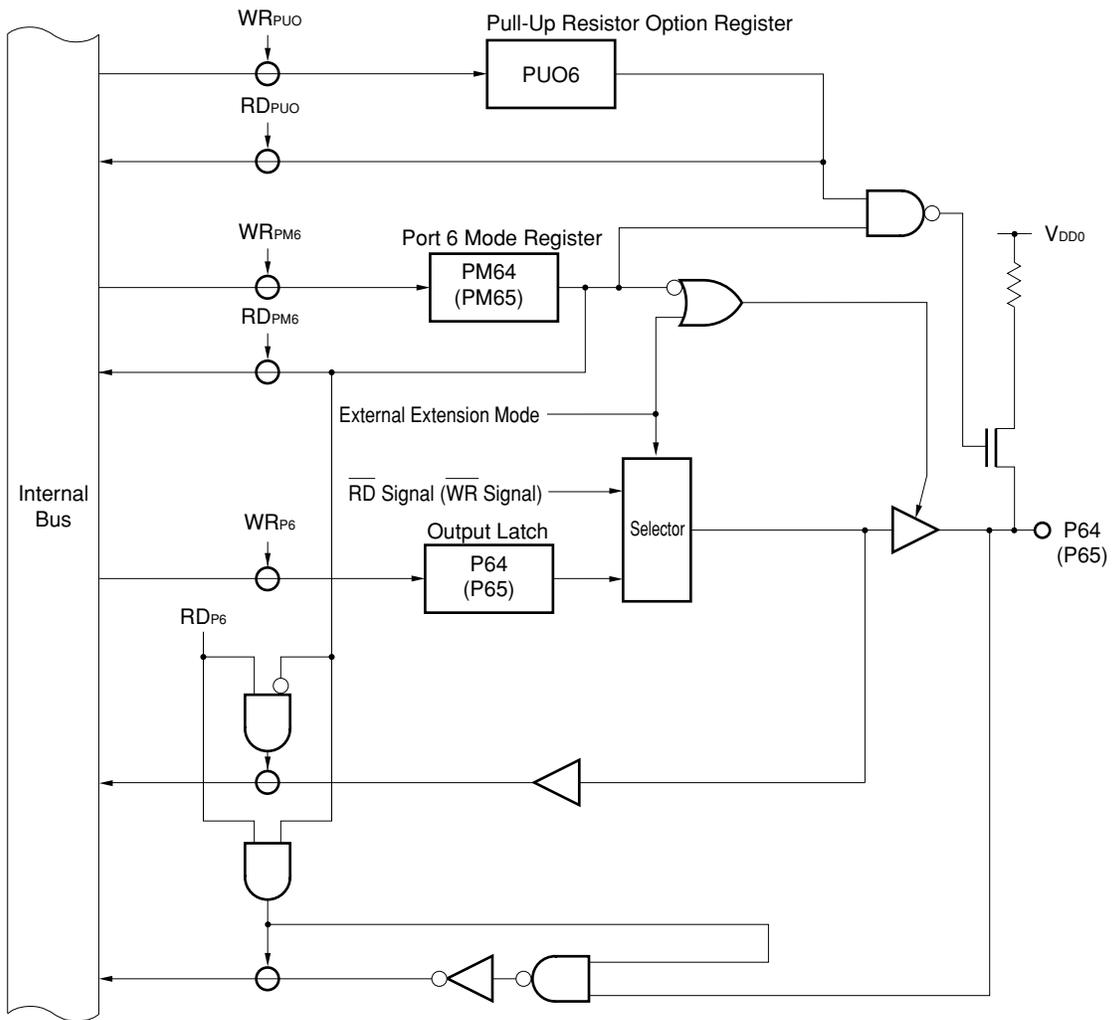 WRPUO
Pull-Up Resistor Option Register
PUO6
RDPUO
WRPM6
Port 6 Mode Register
PM64
(PM65)
RDPM6
VDD0
External Extension Mode
RD Signal (WR Signal)
Selector
Internal
Bus
WRP6
Output Latch
P64
(P65)
P64
(P65)
RDP6